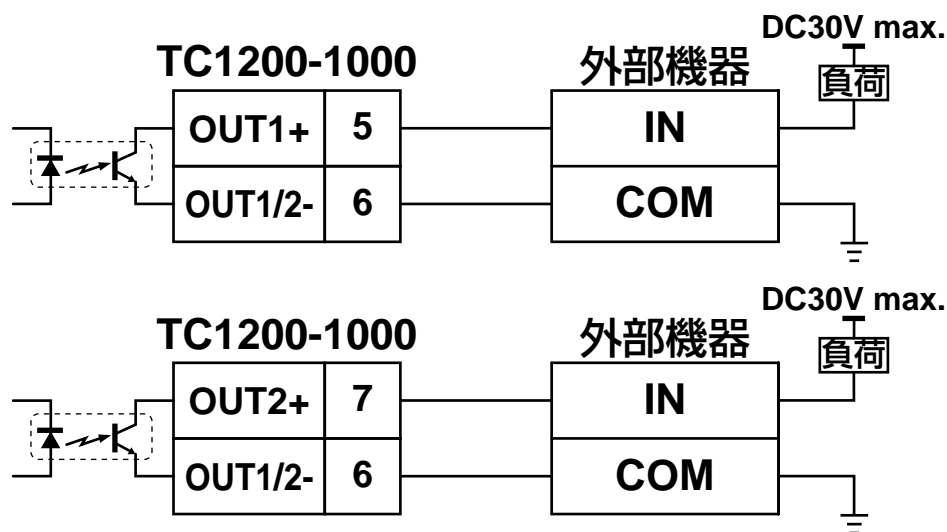 DC30V max.
TC1200-1000 外部機器 負荷
OUT1+ 5 IN
OUT1/2- 6 COM
DC30V max.
TC1200-1000 外部機器 負荷
OUT2+ 7 IN
OUT1/2- 6 COM